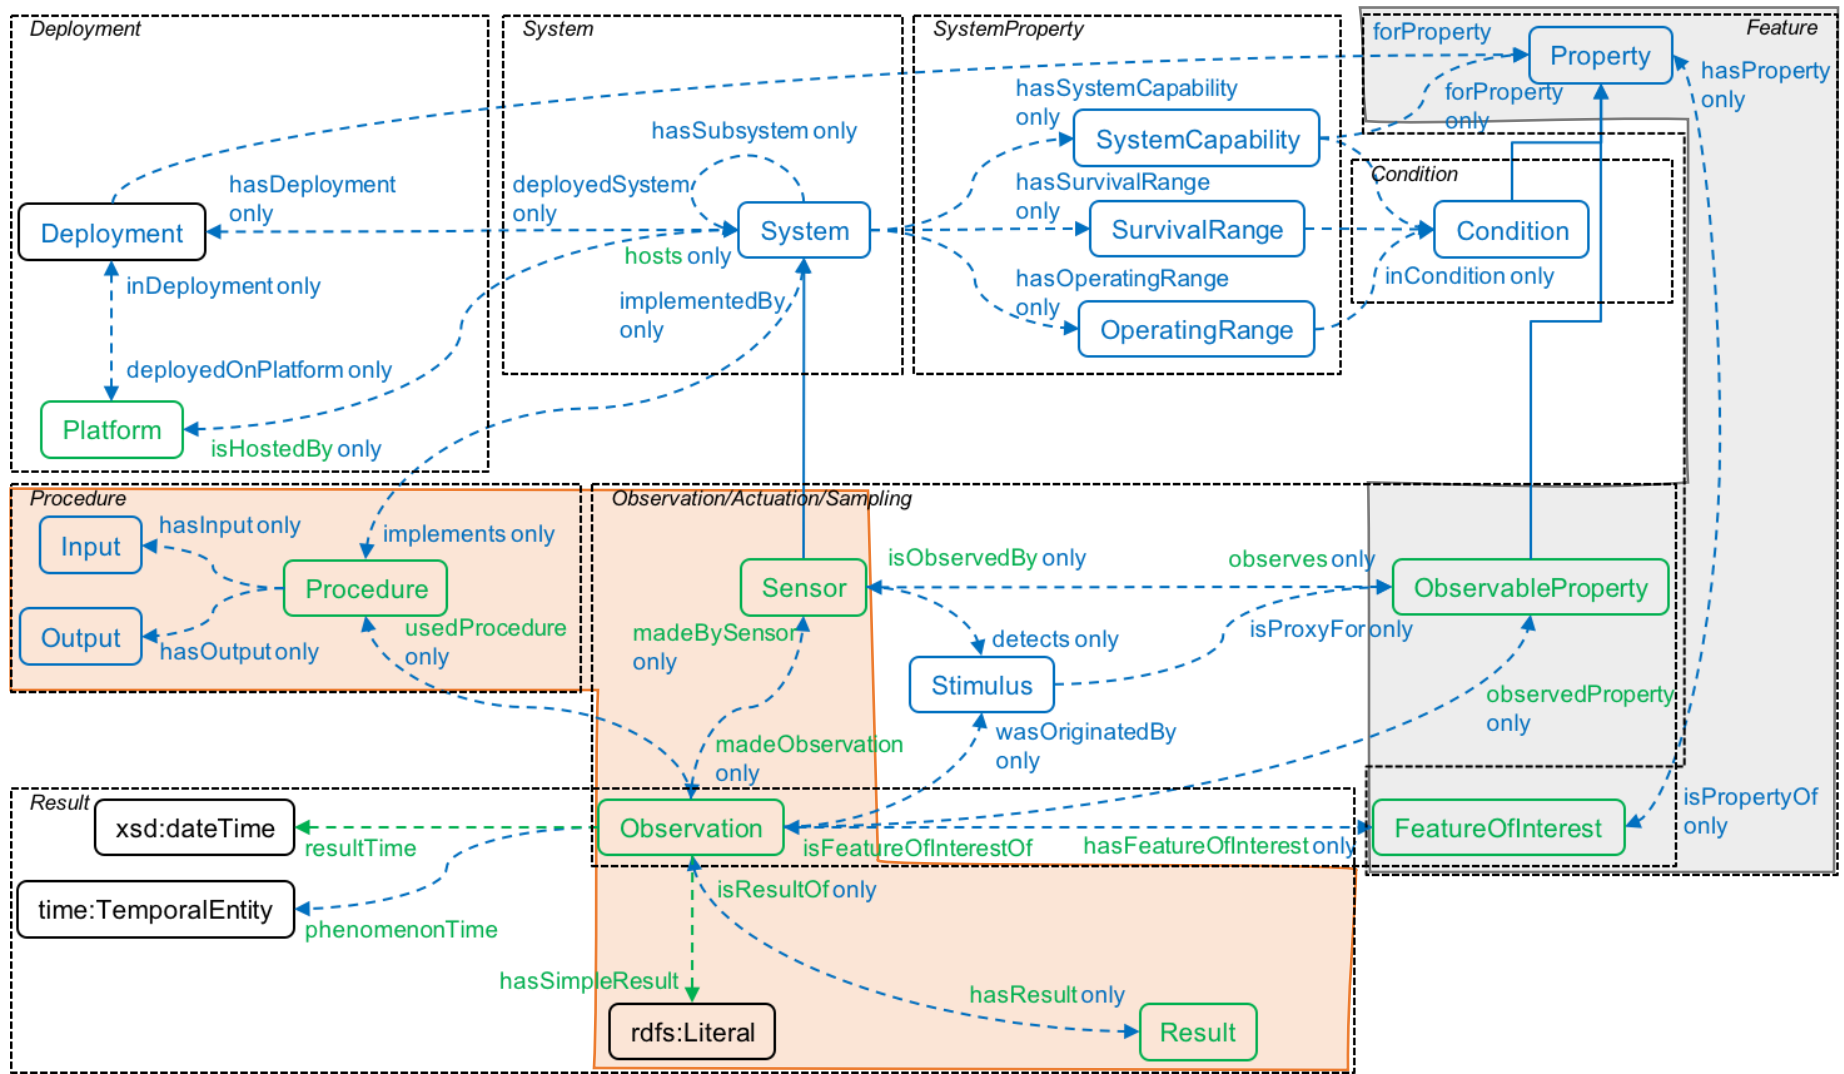 Deployment
System
SystemProperty
Feature
forProperty
Property
hasProperty
only
hasSystemCapability
only
forProperty
only
hasSubsystem only
SystemCapability
Condition
hasDeployment
only
deployedSystem
only
hasSurvivalRange
only
Deployment
System
SurvivalRange
Condition
hosts only
inDeployment only
implementedBy
only
hasOperatingRange
only
inCondition only
OperatingRange
deployedOnPlatform only
Platform
isHostedBy only
Procedure
Observation/Actuation/Sampling
hasInput only
Input
implements only
isObservedBy only
observes only
Procedure
Sensor
ObservableProperty
Output
hasOutput only
usedProcedure
only
madeBySensor
only
detects only
isProxyFor only
Stimulus
observedProperty
only
madeObservation
only
wasOriginatedBy
only
Result
xsd:dateTime
resultTime
Observation
isFeatureOfInterestOf
hasFeatureOfInterest only
FeatureOfInterest
isPropertyOf
only
time:TemporalEntity
phenomenonTime
isResultOf only
hasSimpleResult
hasResult only
rdfs:Literal
Result